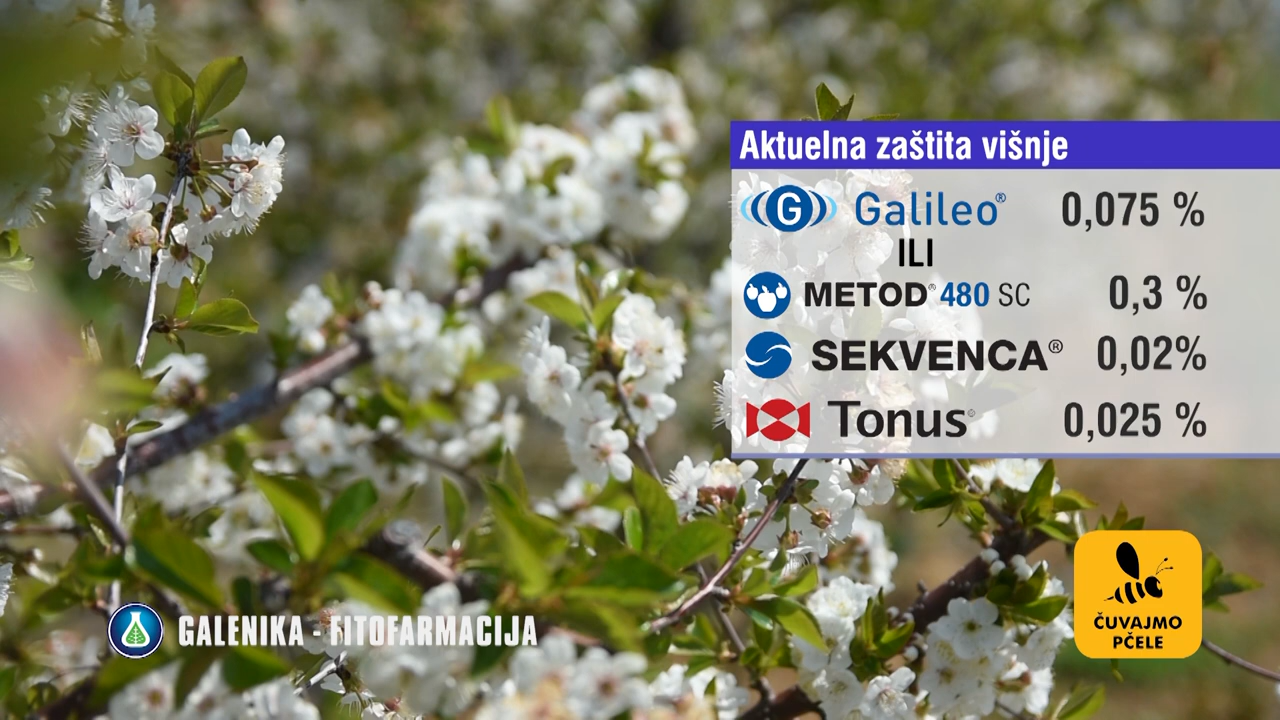 Aktuelna zaštita višnje
G Galileo® 0,075 %
ILI
METOD® 480 SC 0,3 %
SEKVENCA® 0,02%
Tonus® 0,025 %
GALENIKA - FITOFARMACIJA
ČUVAJMO
PČELE